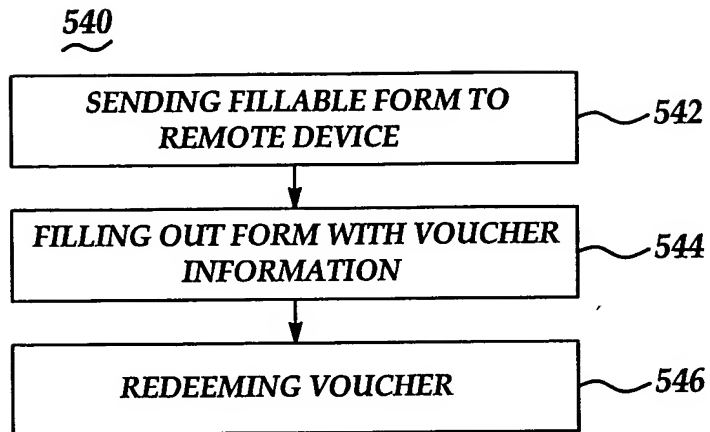 540
SENDING FILLABLE FORM TO
REMOTE DEVICE
542
FILLING OUT FORM WITH VOUCHER
INFORMATION
544
REDEEMING VOUCHER
546